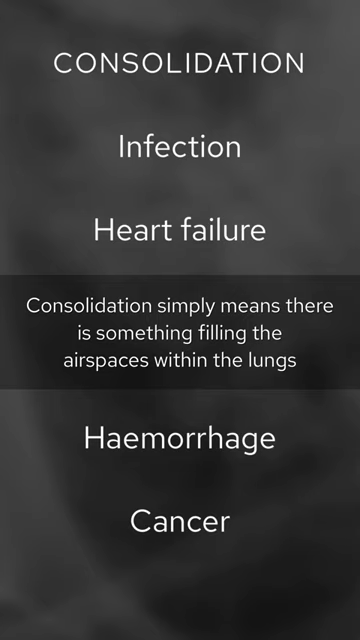 CONSOLIDATION
Infection
Heart failure
Consolidation simply means there
is something filling the
airspaces within the lungs
Haemorrhage
Cancer